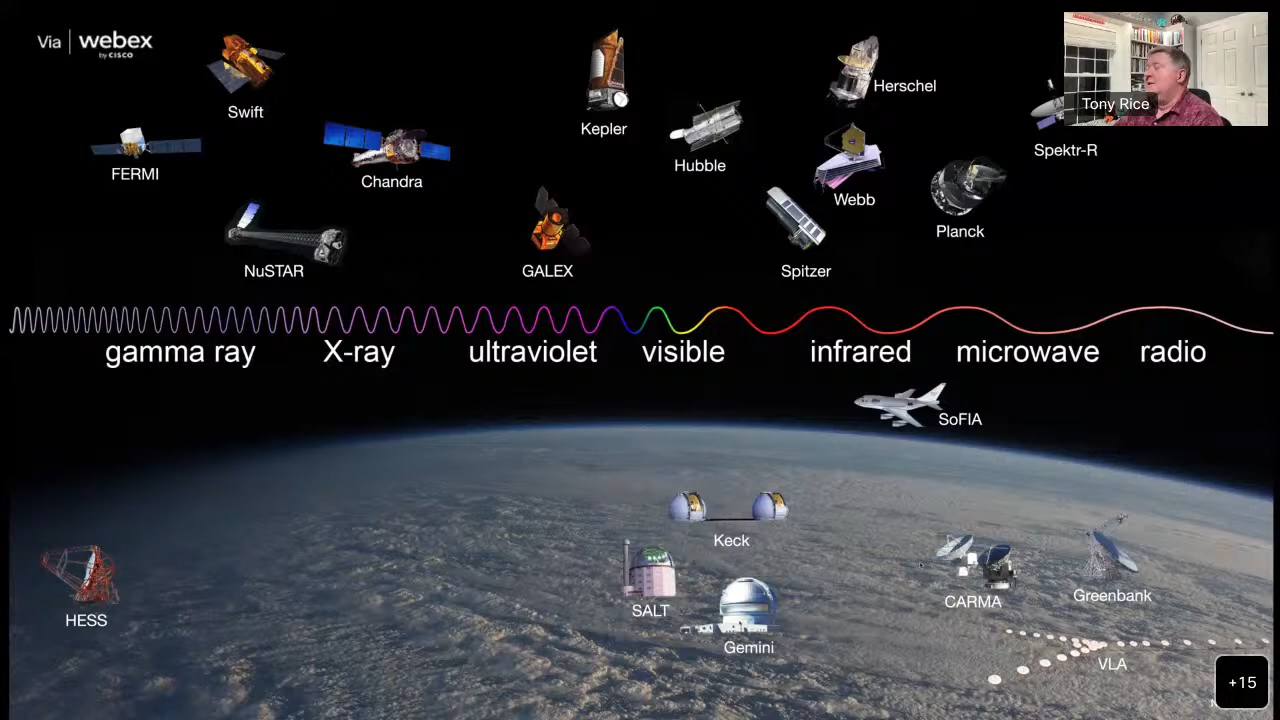 Via webex
by CISCO
Swift
FERMI
Chandra
NuSTAR
GALEX
Kepler
Hubble
Herschel
Webb
Spitzer
Planck
Tony Rice
Spektr-R
gamma ray X-ray ultraviolet visible infrared microwave radio
SoFIA
Keck
HESS
SALT
Gemini
CARMA
Greenbank
VLA
+15